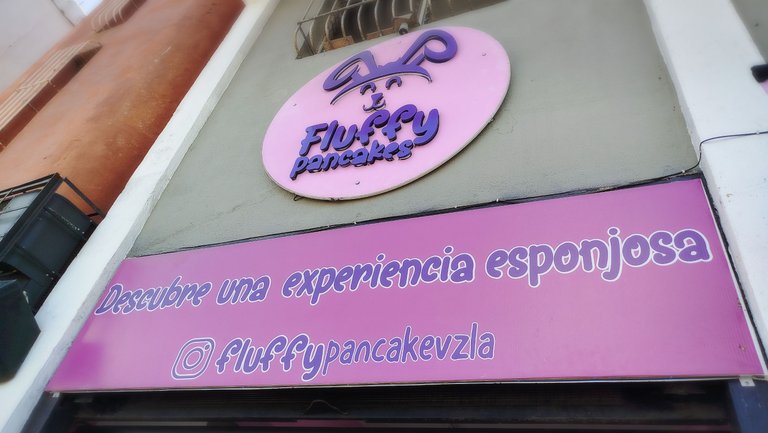 Fluffy
pancakes
Descubre una experiencia esponjosa
fluffypancakevzla